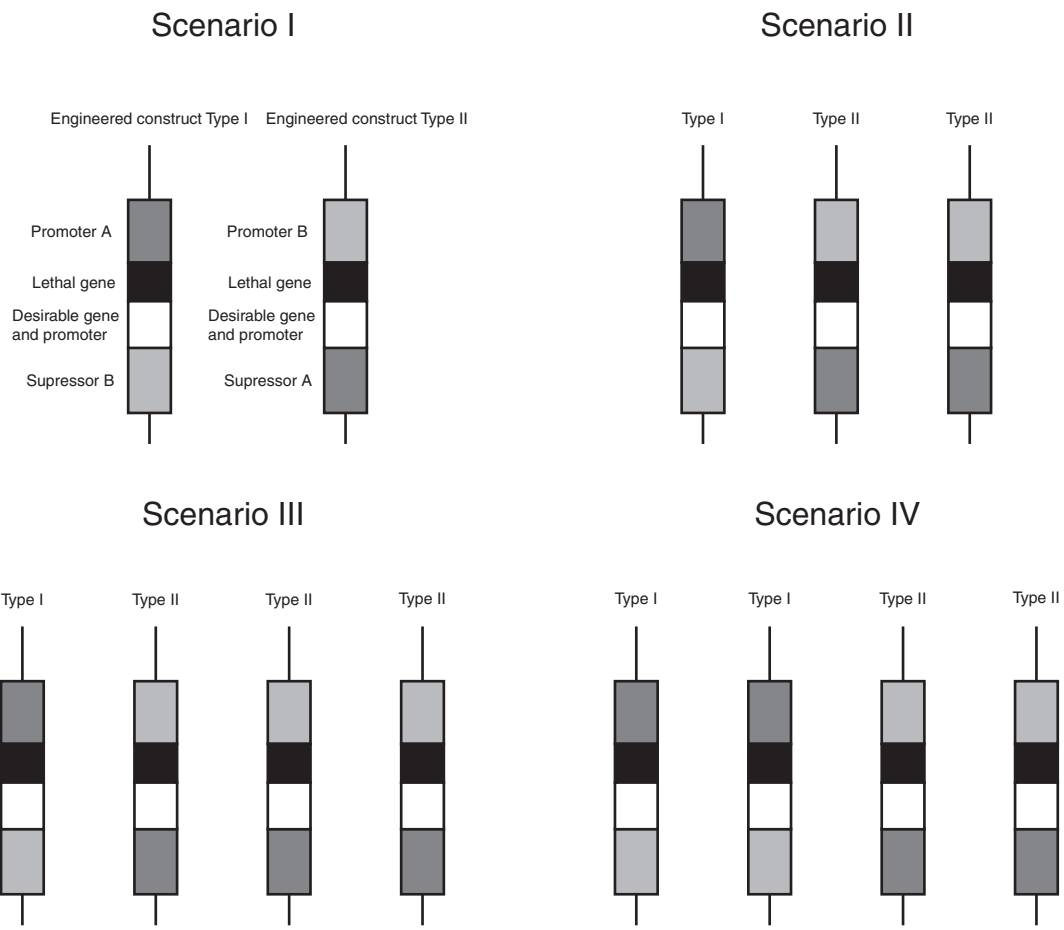 Scenario I
Scenario II
Engineered construct Type I
Engineered construct Type II
Type I
Type II
Type II
Promoter A
Promoter B
Lethal gene
Lethal gene
Desirable gene
and promoter
Desirable gene
and promoter
Supressor B
Supressor A
Scenario III
Scenario IV
Type I
Type II
Type II
Type II
Type I
Type I
Type II
Type II